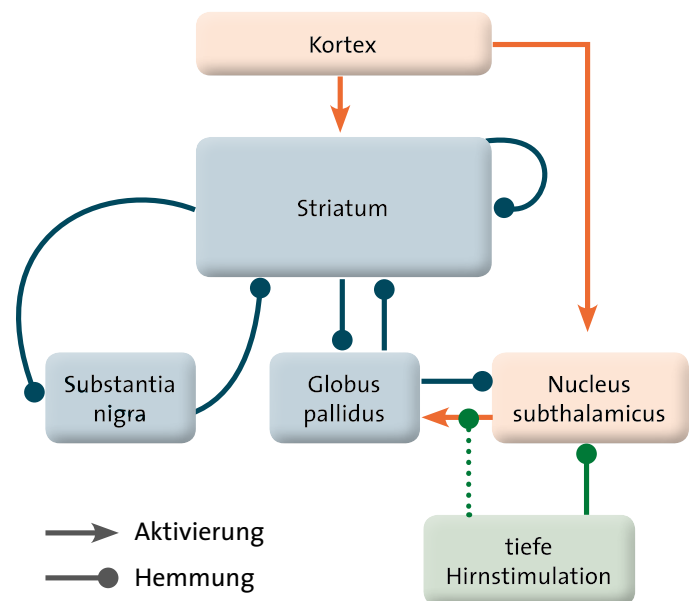 Kortex
Striatum
Substantia
nigra
Globus
pallidus
Nucleus
subthalamicus
tiefe
Hirnstimulation
Aktivierung
Hemmung